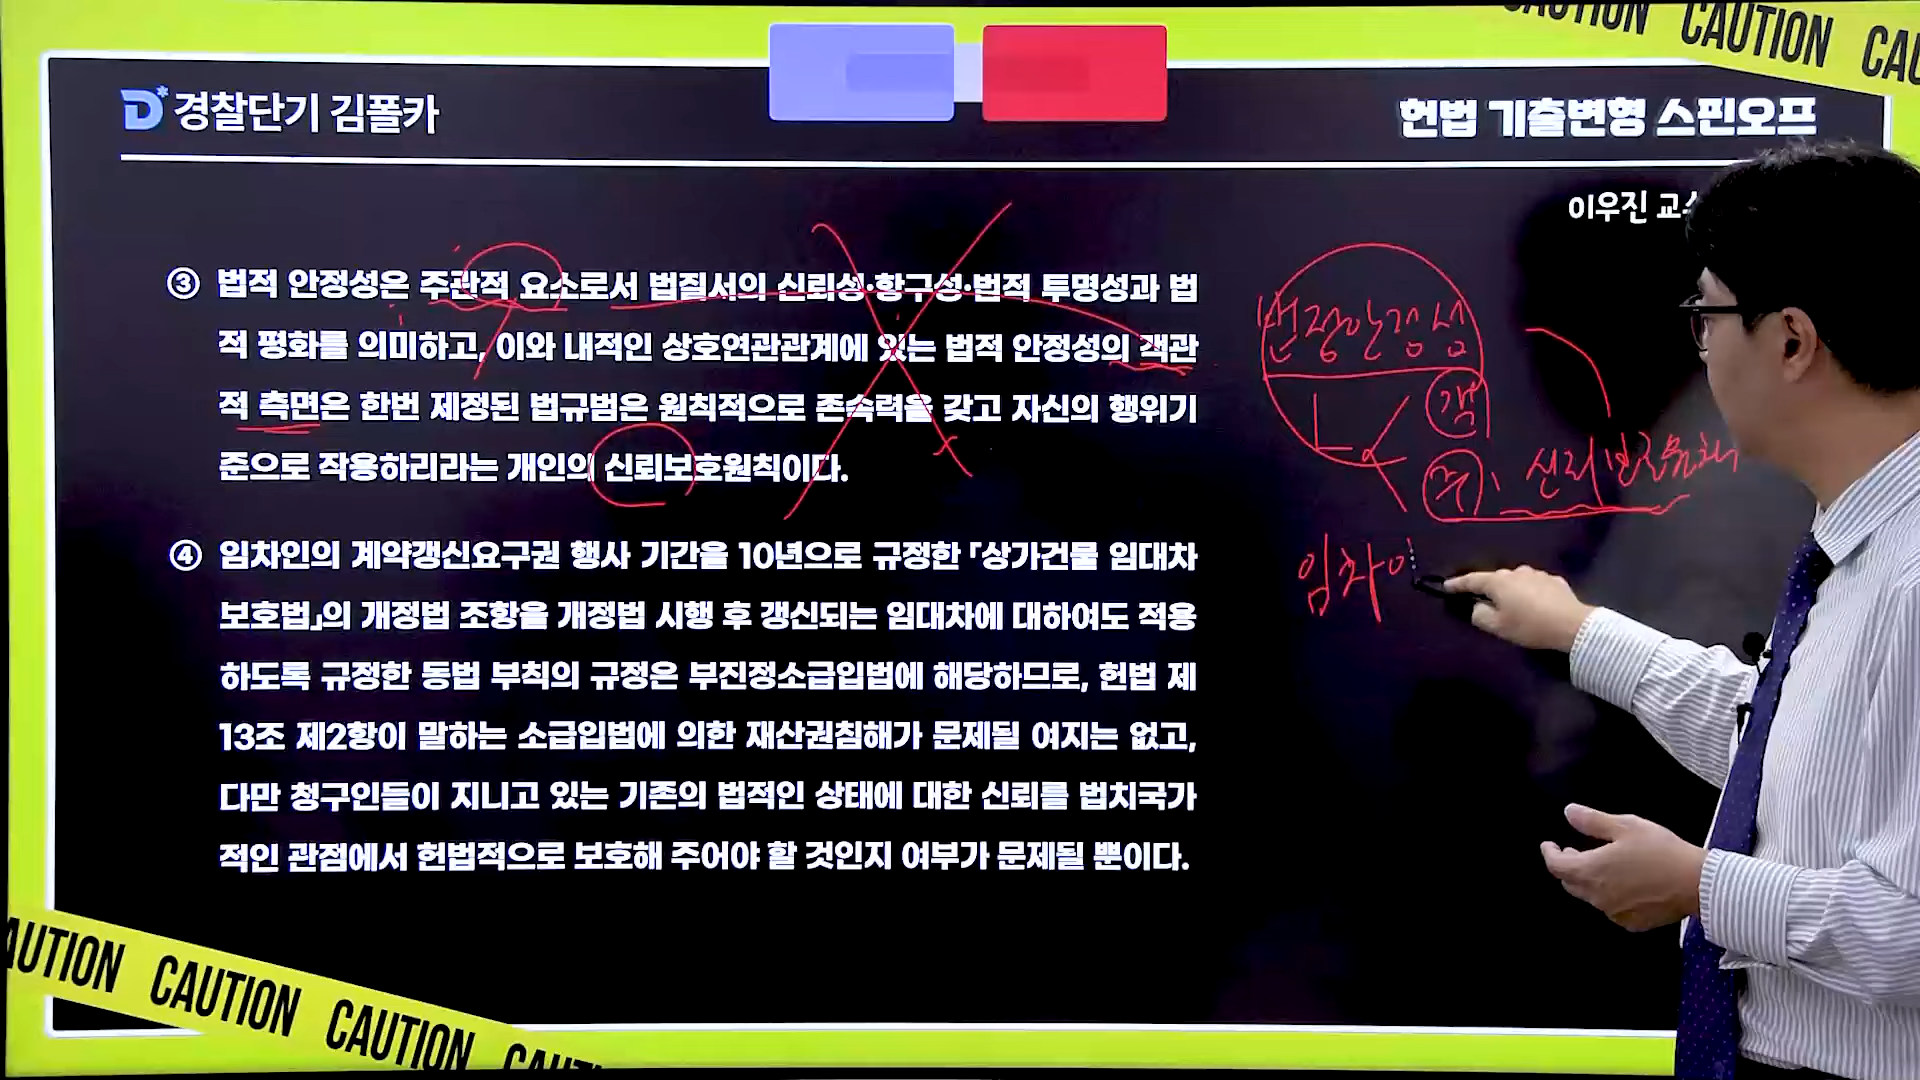 CAUTION CAUTION
경찰단기 김폴카
헌법 기출변형 스핀오프
이우진 교수
③ 법적 안정성은 주관적 요소로서 법질서의 신뢰성·항구성·법적 투명성과 법
적 평화를 의미하고, 이와 내적인 상호연관관계에 있는 법적 안정성의 객관
적 측면은 한번 제정된 법규범은 원칙적으로 존속력을 갖고 자신의 행위기
준으로 작용하리라는 개인의 신뢰보호원칙이다.
법적안정성
객
주, 신뢰보호원칙
④ 임차인의 계약갱신요구권 행사 기간을 10년으로 규정한 「상가건물 임대차
보호법」의 개정법 조항을 개정법 시행 후 갱신되는 임대차에 대하여도 적용
하도록 규정한 동법 부칙의 규정은 부진정소급입법에 해당하므로, 헌법 제
13조 제2항이 말하는 소급입법에 의한 재산권침해가 문제될 여지는 없고,
다만 청구인들이 지니고 있는 기존의 법적인 상태에 대한 신뢰를 법치국가
적인 관점에서 헌법적으로 보호해 주어야 할 것인지 여부가 문제될 뿐이다.
임차
CAUTION CAUTION